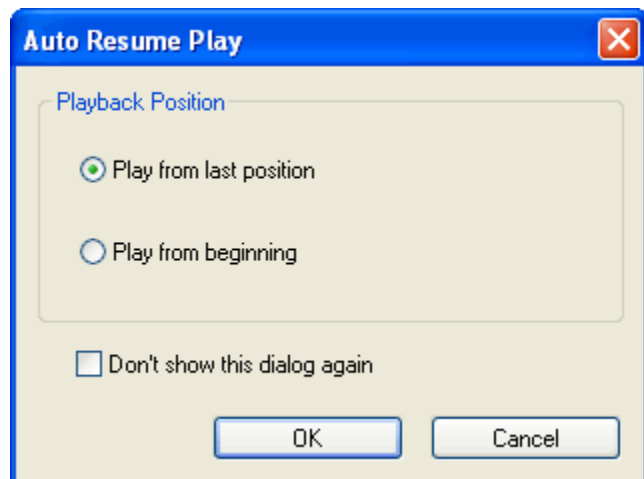 Auto Resume Play
Playback Position
Play from last position
Play from beginning
Don't show this dialog again
OK
Cancel